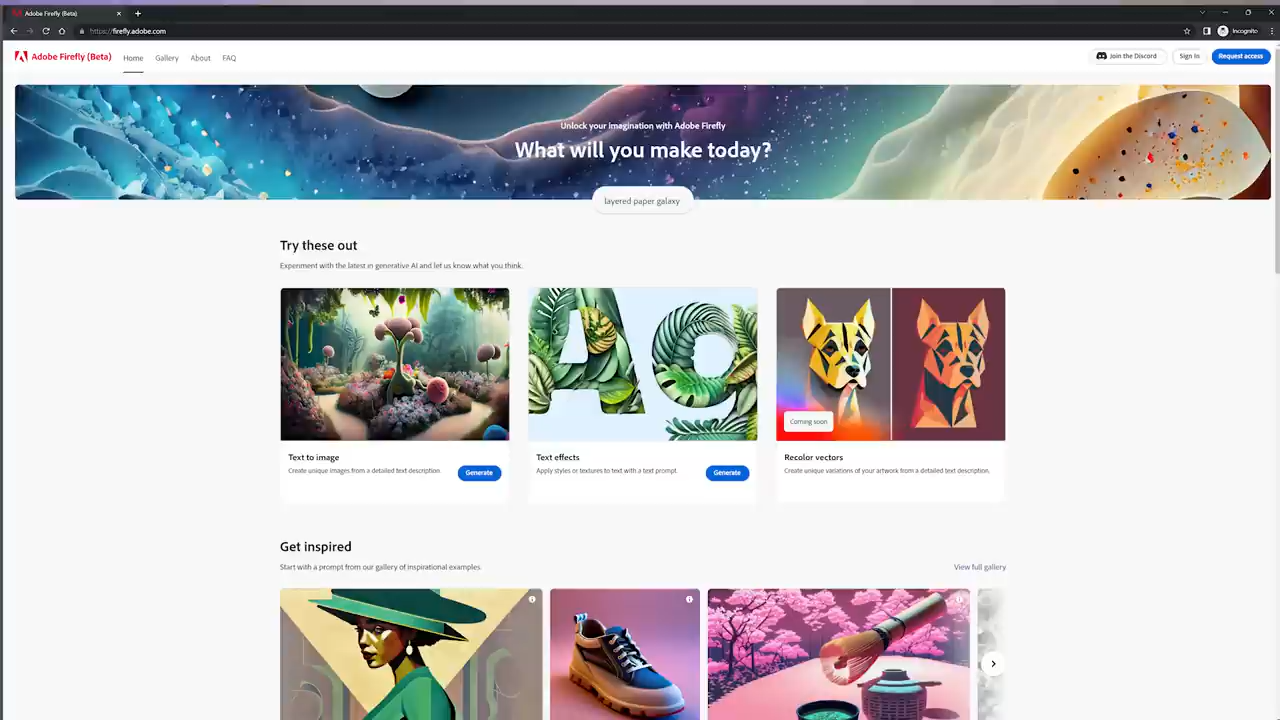 Adobe Firefly (Beta)
https://firefly.adobe.com
Incognito
Adobe Firefly (Beta)
Home
Gallery
About
FAQ
Join the Discord
Sign In
Request access
Unlock your imagination with Adobe Firefly
What will you make today?
layered paper galaxy
Try these out
Experiment with the latest in generative AI and let us know what you think.
Ag
Coming soon
Text to image
Create unique images from a detailed text description.
Generate
Text effects
Apply styles or textures to text with a text prompt.
Generate
Recolor vectors
Create unique variations of your artwork from a detailed text description.
Get inspired
Start with a prompt from our gallery of inspirational examples.
View full gallery